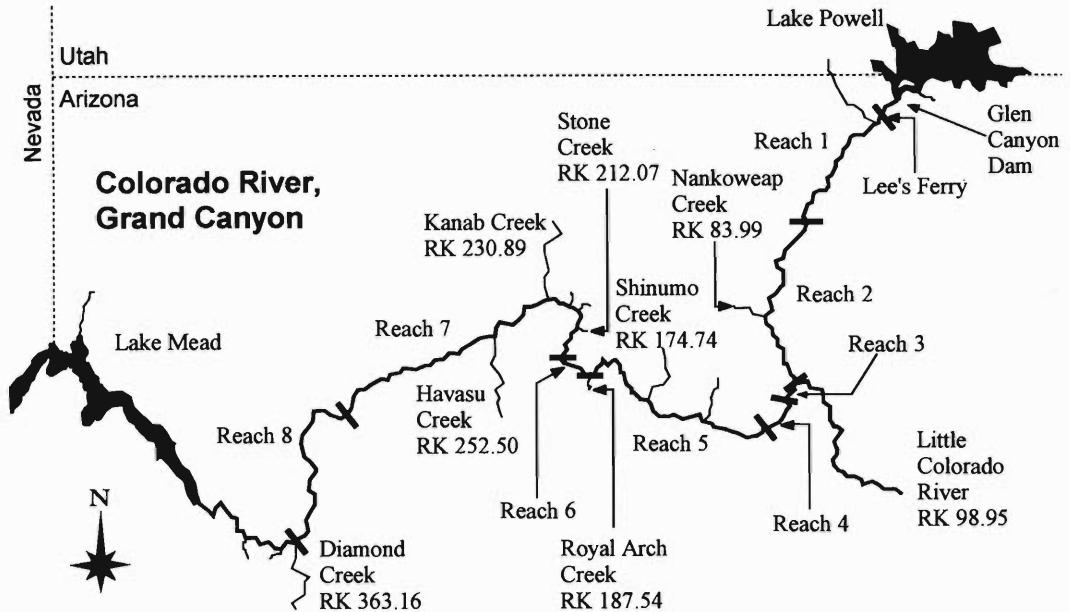 Lake Powell
Utah
Arizona
Nevada
Glen
Canyon
Dam
Reach 1
Lee's Ferry
Stone
Creek
RK 212.07
Nankoweap
Creek
RK 83.99
Colorado River,
Grand Canyon
Kanab Creek
RK 230.89
Shinumo
Creek
RK 174.74
Reach 2
Reach 7
Reach 3
Lake Mead
Havasu
Creek
RK 252.50
Reach 8
Reach 5
Little
Colorado
River
RK 98.95
N
Reach 6
Reach 4
Diamond
Creek
RK 363.16
Royal Arch
Creek
RK 187.54